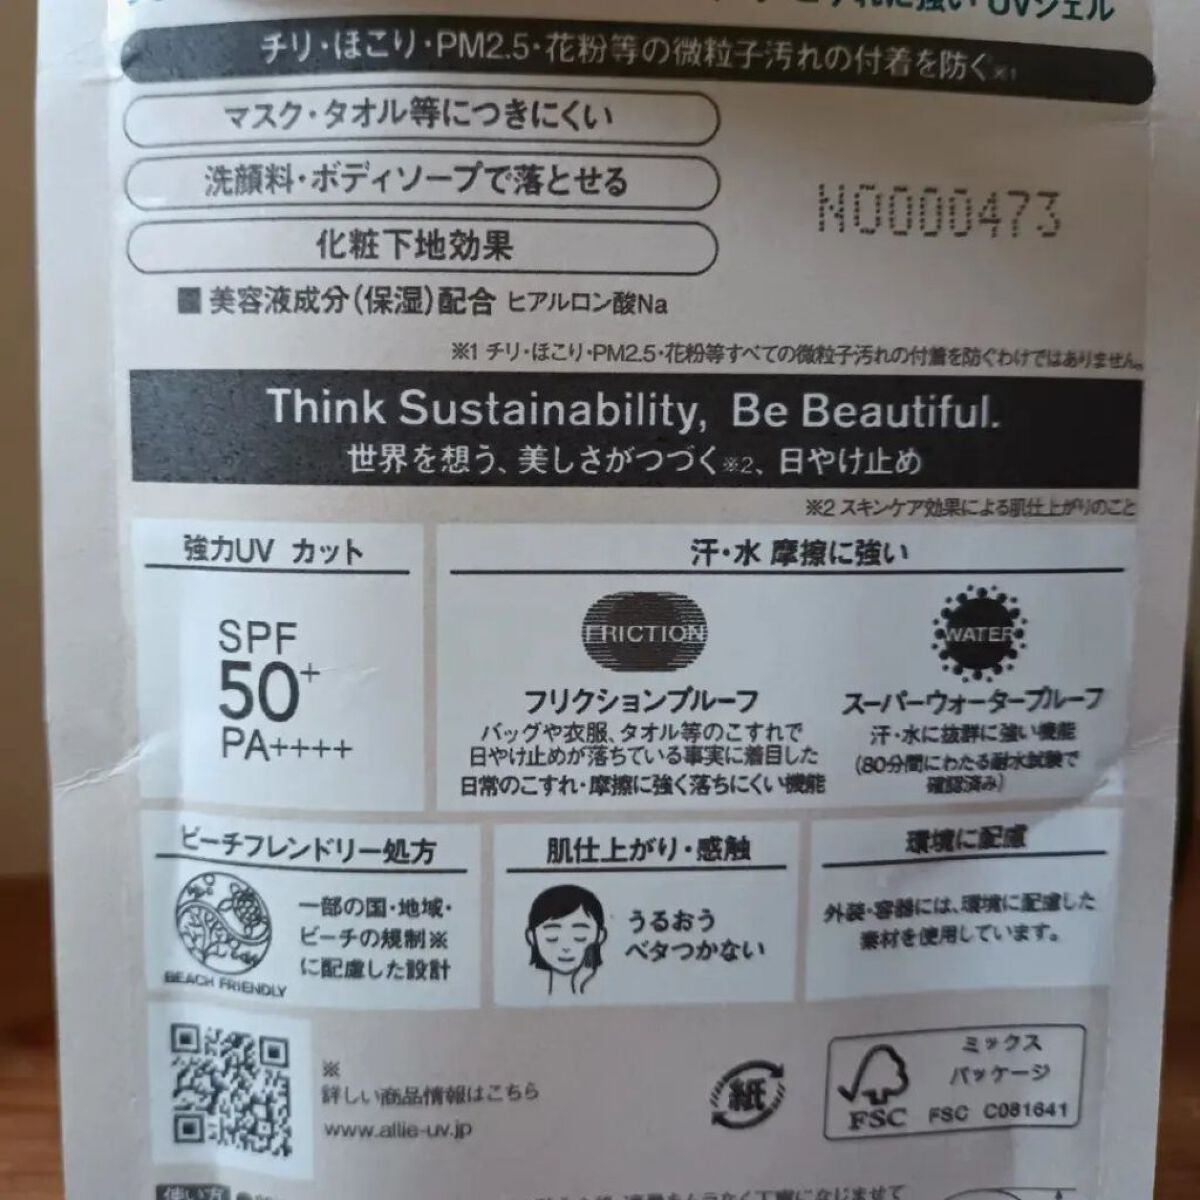 に強い UVジェル
チリ・ほこり・PM2.5・花粉等の微粒子汚れの付着を防ぐ※1
マスク・タオル等につきにくい
洗顔料・ボディソープで落とせる
化粧下地効果
N0000473
■ 美容液成分(保湿)配合 ヒアルロン酸Na
※1 チリ・ほこり・PM2.5・花粉等すべての微粒子汚れの付着を防ぐわけではありません。
Think Sustainability, Be Beautiful.
世界を想う、美しさがつづく※2、日やけ止め
※2 スキンケア効果による肌仕上がりのこと
強力UV カット
SPF
50+
PA++++
汗・水 摩擦に強い
FRICTION
フリクションプルーフ
バッグや衣服、タオル等のこすれで
日やけ止めが落ちている事実に着目した
日常のこすれ・摩擦に強く落ちにくい機能
WATER
スーパーウォータープルーフ
汗・水に抜群に強い機能
(80分間にわたる耐水試験で
確認済み)
ビーチフレンドリー処方
BEACH FRIENDLY
一部の国・地域・
ビーチの規制※
に配慮した設計
肌仕上がり・感触
うるおう
ベタつかない
環境に配慮
外装・容器には、環境に配慮した
素材を使用しています。
※
詳しい商品情報はこちら
www.allie-uv.jp
紙
FSC
ミックス
パッケージ
FSC C081641
使い方